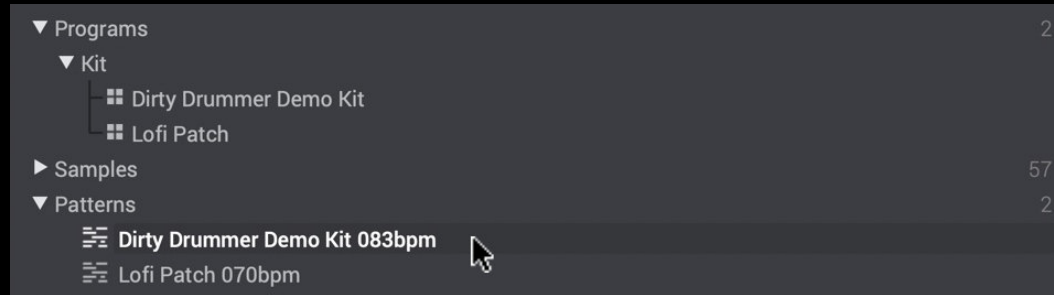 Programs 2
Kit
Dirty Drummer Demo Kit
Lofi Patch
Samples 57
Patterns 2
Dirty Drummer Demo Kit 083bpm
Lofi Patch 070bpm